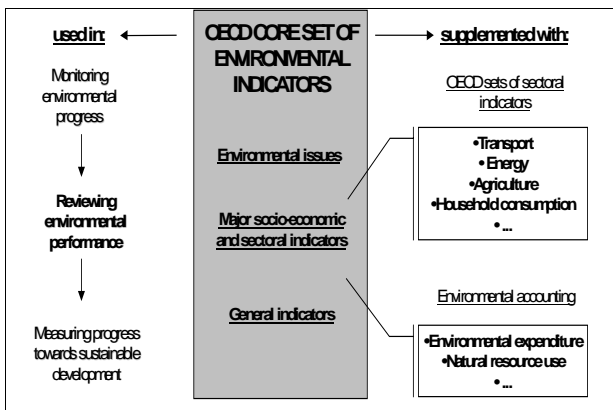 used in:
Monitoring
environmental
progress
Reviewing
environmental
performance
Measuring progress
towards sustainable
development
OECD CORE SET OF
ENVIRONMENTAL
INDICATORS
Environmental issues
Major socio-economic
and sectoral indicators
General indicators
supplemented with:
OECD sets of sectoral
indicators
•Transport
•Energy
•Agriculture
•Household consumption
•...
Environmental accounting
•Environmental expenditure
•Natural resource use
•...